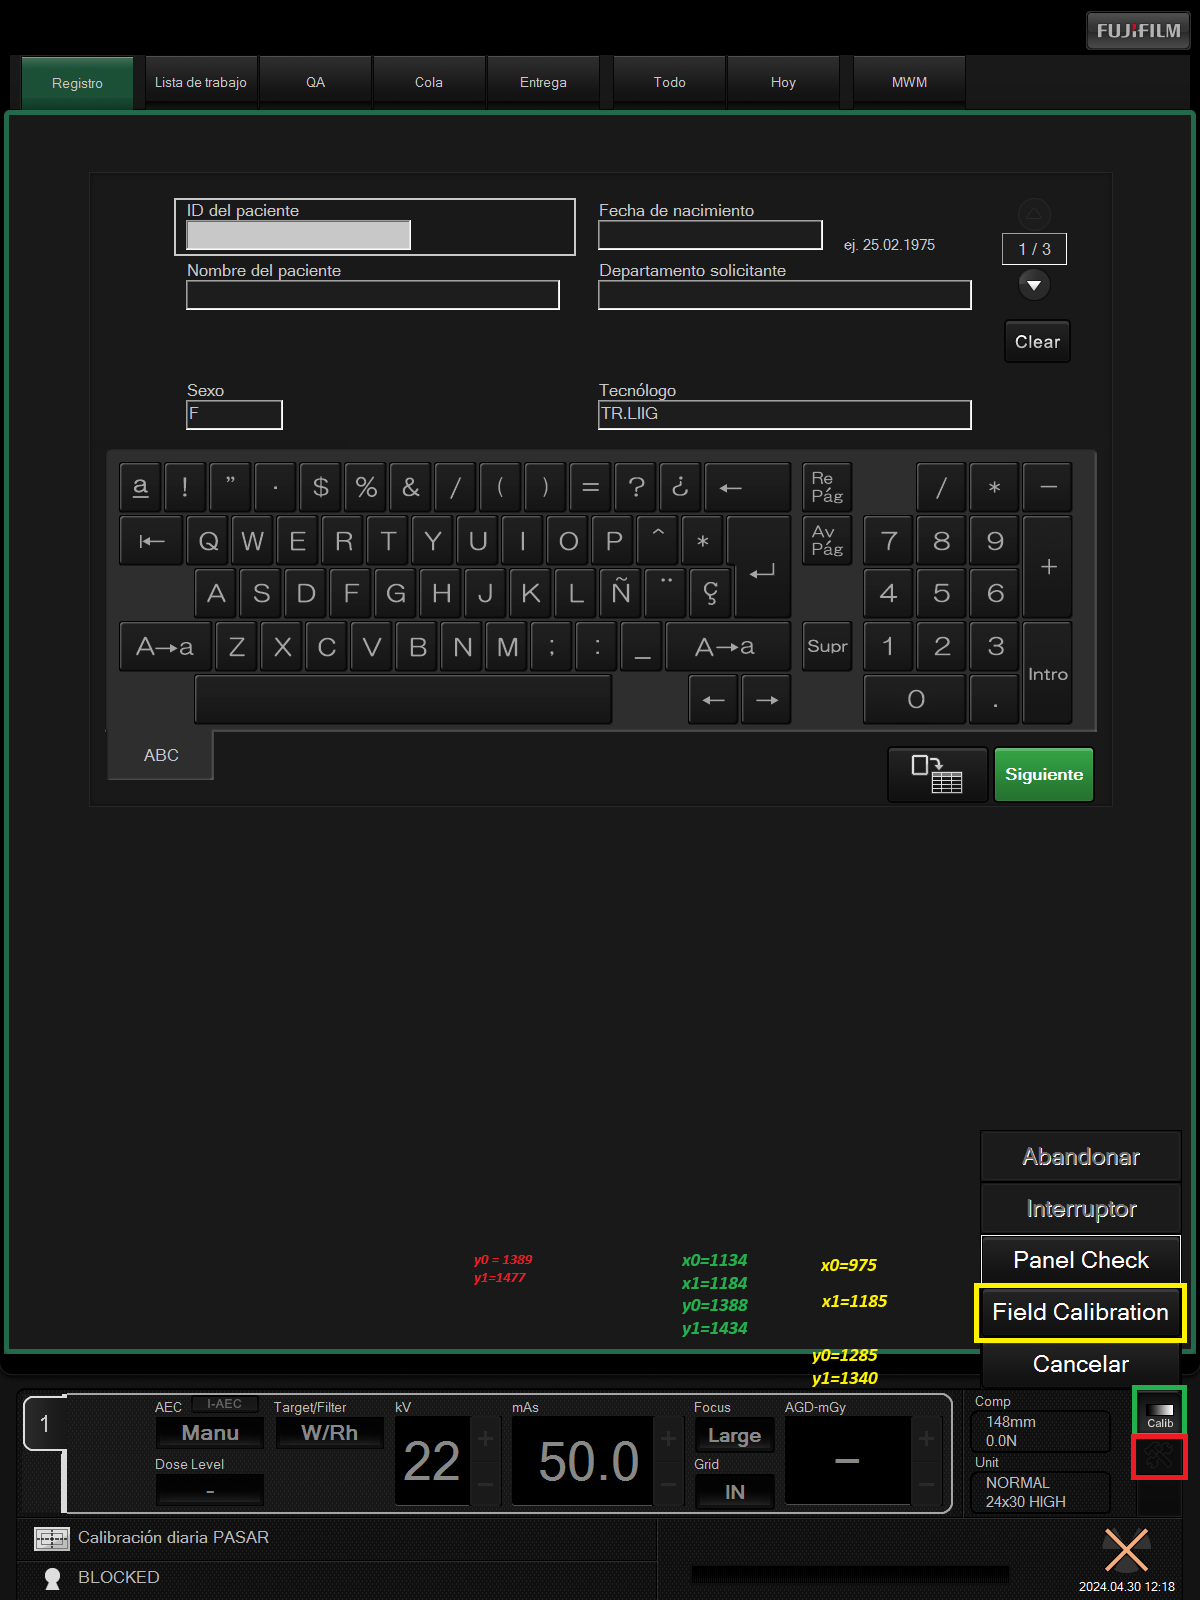 FUJIFILM
Registro Lista de trabajo QA Cola Entrega Todo Hoy MWM
ID del paciente
Fecha de nacimiento
ej. 25.02.1975
1 / 3
Nombre del paciente
Departamento solicitante
Clear
Sexo
F
Tecnólogo
TR.LIIG
a ! " · $ % & / ( ) = ? ¿ ← Re Pág / * −
⇤ Q W E R T Y U I O P ^ * Av Pág 7 8 9 +
A S D F G H J K L Ñ ¨ ç ↵ 4 5 6
A→a Z X C V B N M ; : _ A→a Supr 1 2 3 Intro
← → 0 .
ABC
Siguiente
Abandonar
Interruptor
Panel Check
Field Calibration
Cancelar
y0 = 1389
y1=1477
x0=1134
x1=1184
y0=1388
y1=1434
x0=975
x1=1185
y0=1285
y1=1340
1
AEC I-AEC
Manu
Dose Level
-
Target/Filter
W/Rh
kV
22 + −
mAs
50.0 + −
Focus
Large
Grid
IN
AGD-mGy
− + −
Comp
148mm
0.0N
Unit
NORMAL
24x30 HIGH
Calib
Calibración diaria PASAR
BLOCKED
2024.04.30 12:18